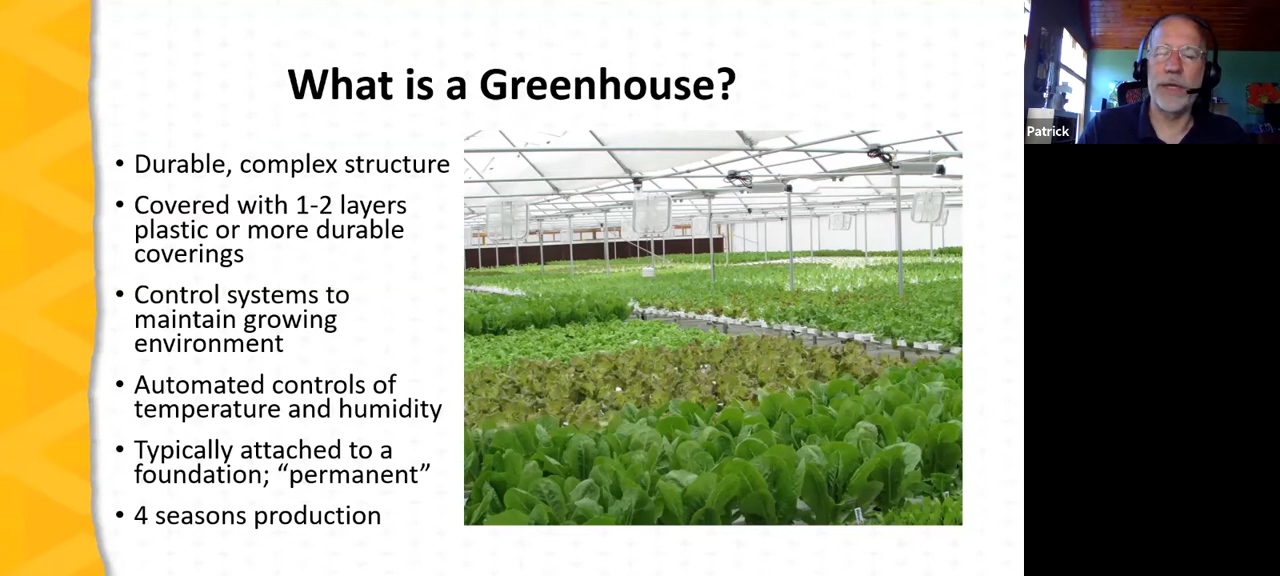 What is a Greenhouse?
• Durable, complex structure
• Covered with 1-2 layers
plastic or more durable
coverings
• Control systems to
maintain growing
environment
• Automated controls of
temperature and humidity
• Typically attached to a
foundation; “permanent”
• 4 seasons production
Patrick